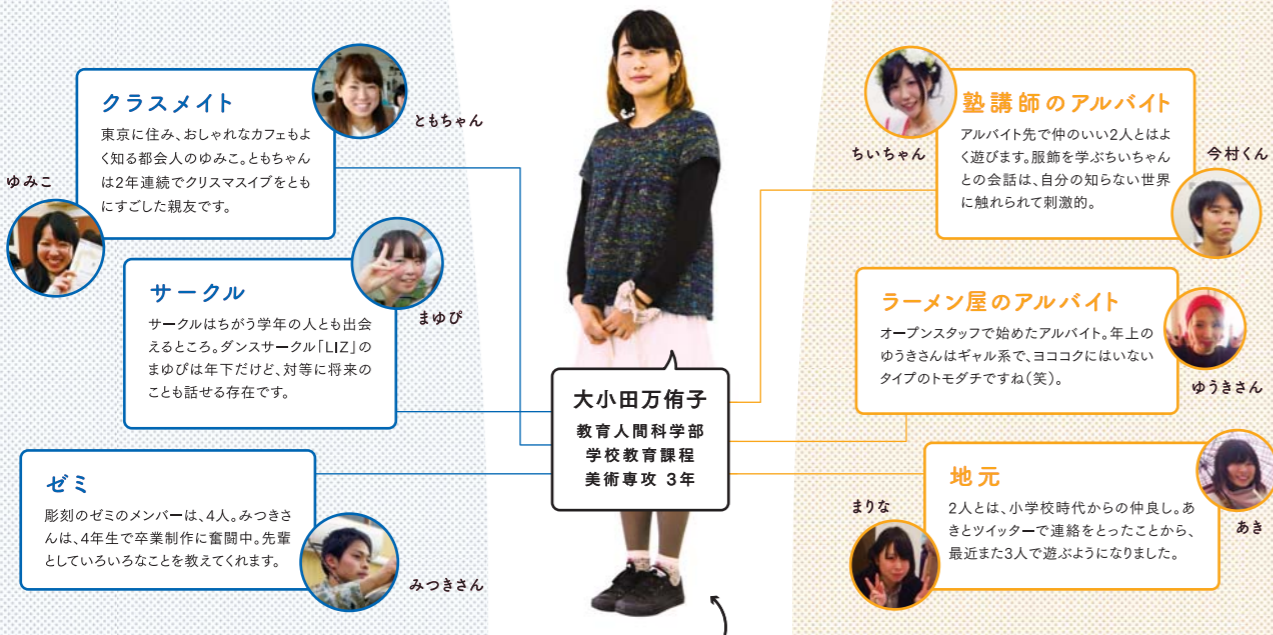 クラスメイト
東京に住み、おしゃれなカフェもよ
く知る都会人のゆみこ。ともちゃん
は2年連続でクリスマスイブをとも
にすごした親友です。
ともちゃん
ゆみこ
サークル
サークルはちがう学年の人とも出会
えるところ。ダンスサークル「LIZ」の
まゆぴは年下だけど、対等に将来の
ことも話せる存在です。
まゆぴ
ゼミ
彫刻のゼミのメンバーは、4人。みつきさ
んは、4年生で卒業制作に奮闘中。先輩
としていろいろなことを教えてくれます。
みつきさん
大小田万侑子
教育人間科学部
学校教育課程
美術専攻 3年
塾講師のアルバイト
アルバイト先で仲のいい2人とはよ
く遊びます。服飾を学ぶちいちゃん
との会話は、自分の知らない世界
に触れられて刺激的。
ちいちゃん
今村くん
ラーメン屋のアルバイト
オープンスタッフで始めたアルバイト。年上の
ゆうきさんはギャル系で、ヨココクにはいない
タイプのトモダチですね(笑)。
ゆうきさん
地元
2人とは、小学校時代からの仲良し。あ
きとツイッターで連絡をとったことから、
最近また3人で遊ぶようになりました。
まりな
あき